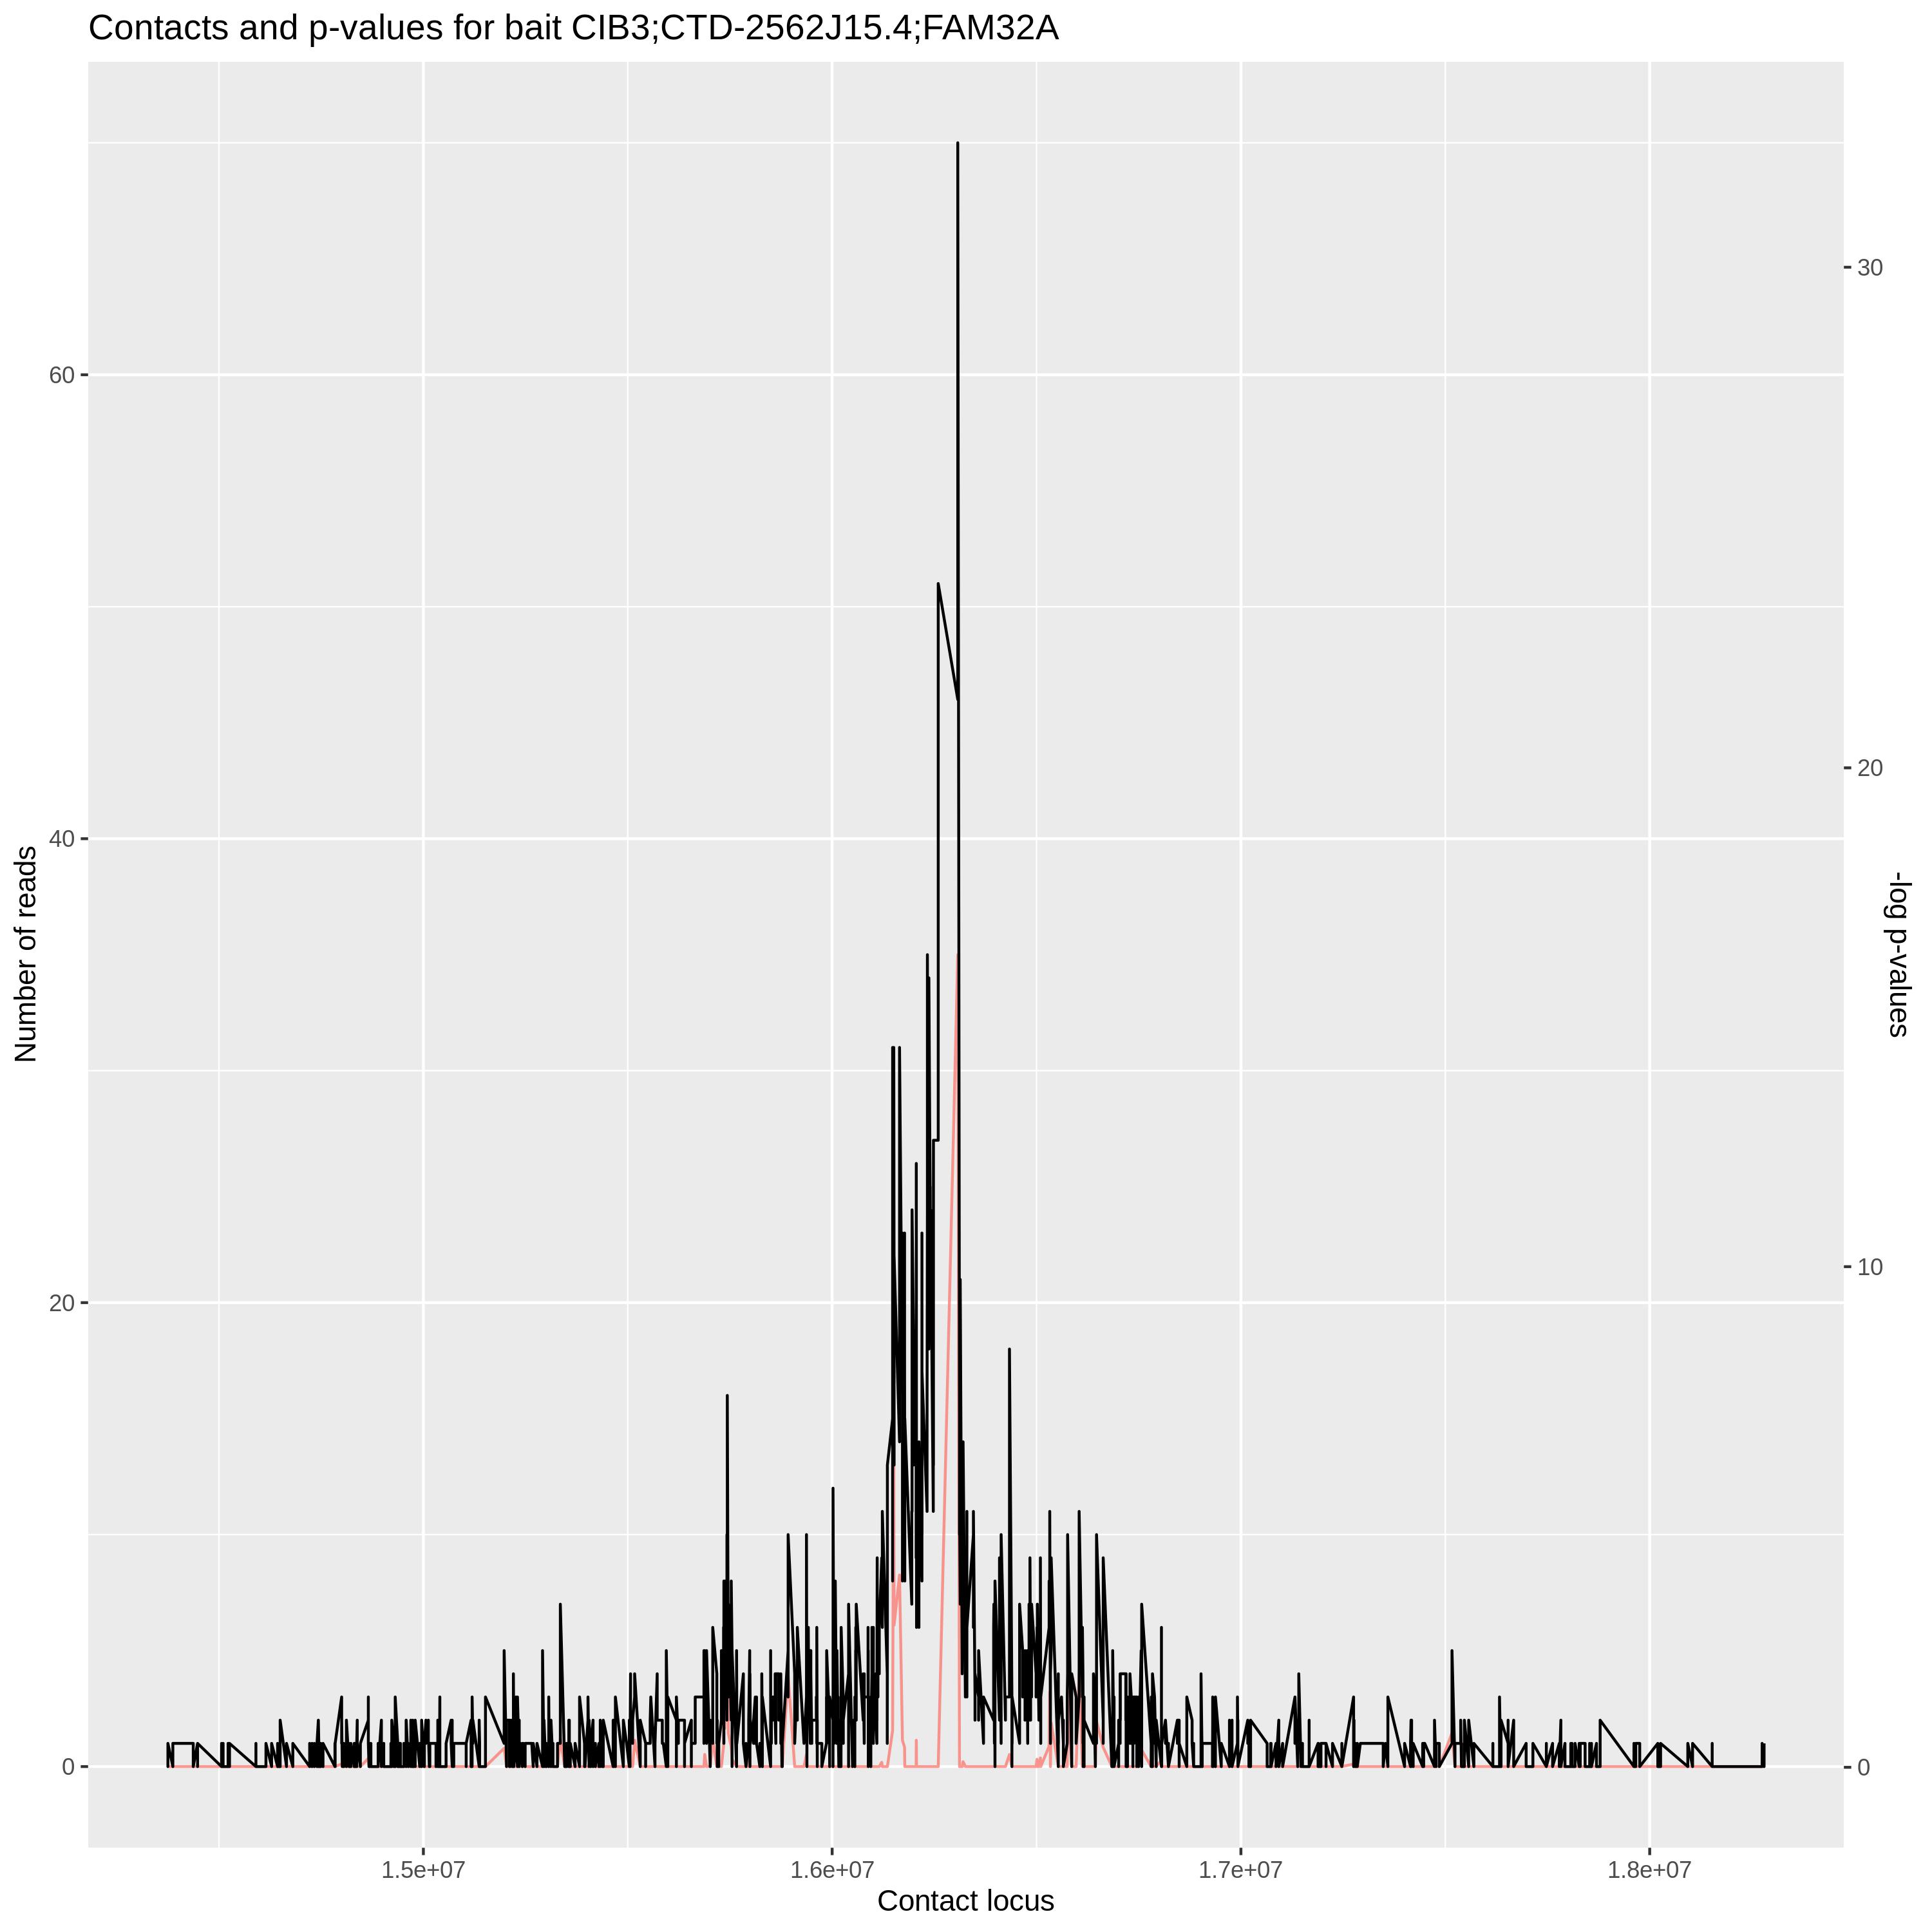 Contacts and p-values for bait CIB3;CTD-2562J15.4;FAM32A
Number of reads
60
40
20
0
30
20
10
0
-log p-values
1.5e+07
1.6e+07
1.7e+07
1.8e+07
Contact locus